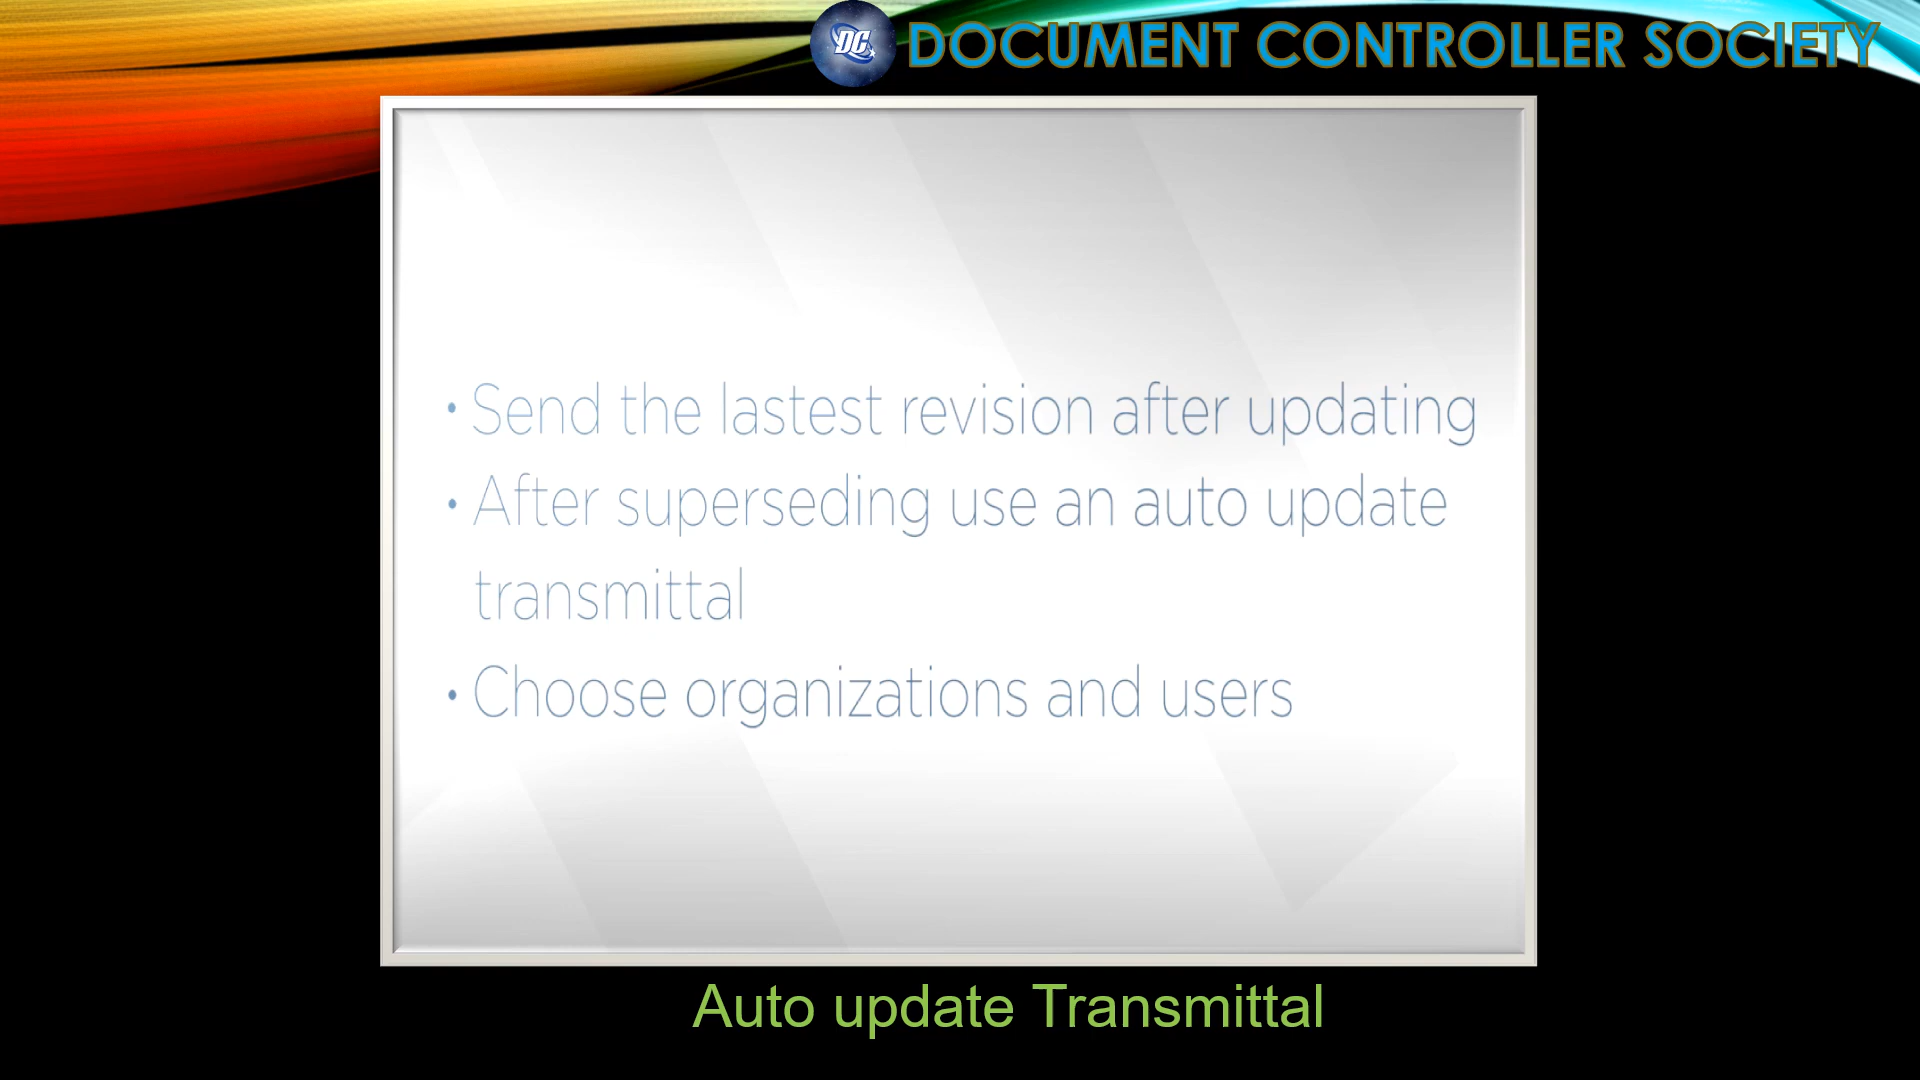 DC DOCUMENT CONTROLLER SOCIETY
• Send the lastest revision after updating
• After superseding use an auto update
transmittal
• Choose organizations and users
Auto update Transmittal